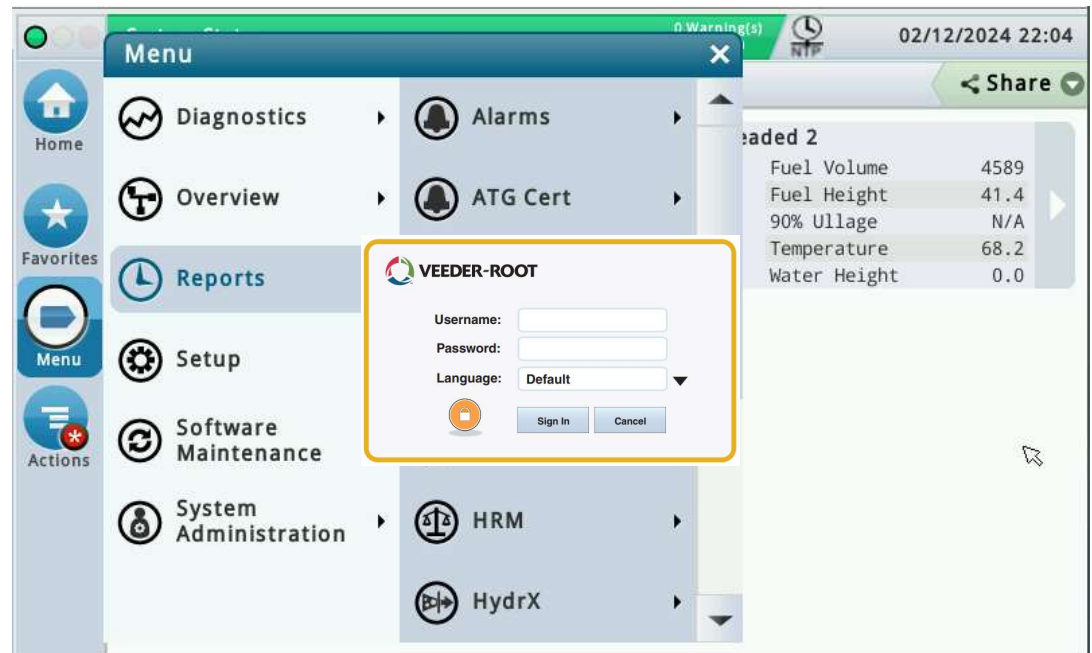 0 Warning(s)
NTP
02/12/2024 22:04
Menu
Share
Home
Favorites
Menu
Actions
Diagnostics
Overview
Reports
Setup
Software
Maintenance
System
Administration
Alarms
ATG Cert
HRM
HydrX
VEEDER-ROOT
Username:
Password:
Language: Default
Sign In Cancel
2
Fuel Volume 4589
Fuel Height 41.4
90% Ullage N/A
Temperature 68.2
Water Height 0.0